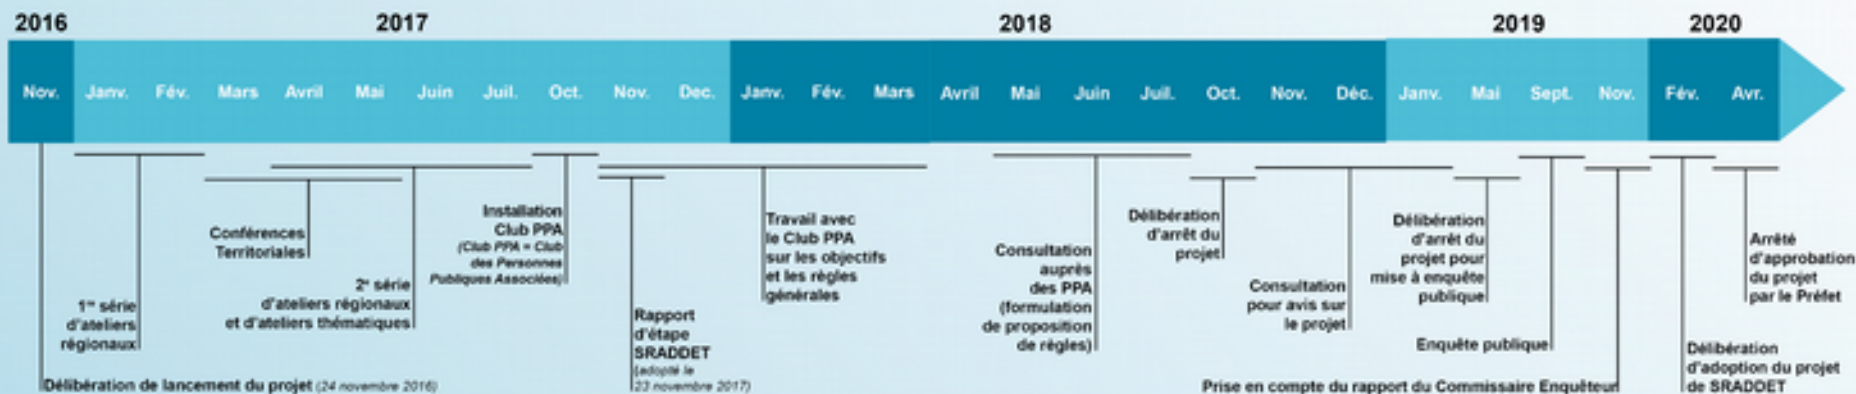 2016
2017
2018
2019
2020
Nov.
Janv.
Fév.
Mars
Avril
Mai
Juin
Juil.
Oct.
Nov.
Dec.
Janv.
Fév.
Mars
Avril
Mai
Juin
Juil.
Oct.
Nov.
Déc.
Janv.
Mai
Sept.
Nov.
Fév.
Avr.
Délibération de lancement du projet (24 novembre 2016)
1re série
d'ateliers
régionaux
Conférences
Territoriales
2e série
d'ateliers régionaux
et d'ateliers thématiques
Installation
Club PPA
(Club PPA = Club
des Personnes
Publiques Associées)
Rapport
d'étape
SRADDET
(adopté le
23 novembre 2017)
Travail avec
le Club PPA
sur les objectifs
et les règles
générales
Consultation
auprès
des PPA
(formulation
de proposition
de règles)
Délibération
d'arrêt du
projet
Consultation
pour avis sur
le projet
Délibération
d'arrêt du
projet pour
mise à enquête
publique
Enquête publique
Prise en compte du rapport du Commissaire Enquêteur
Délibération
d'adoption du projet
de SRADDET
Arrêté
d'approbation
du projet
par le Préfet